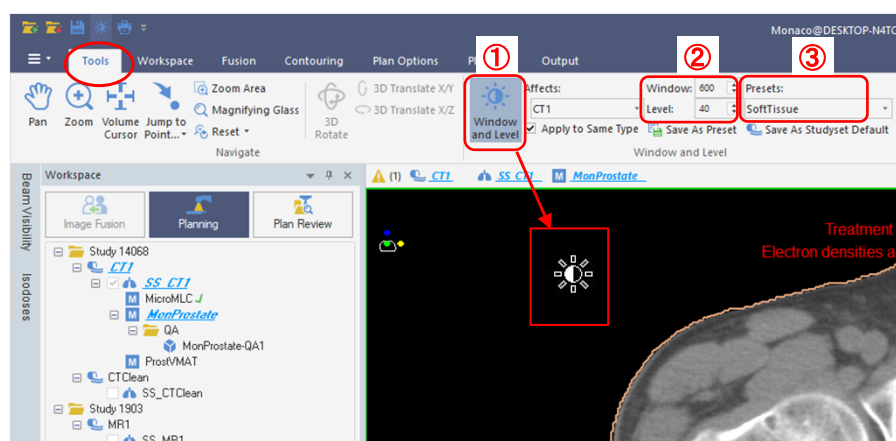 Monaco@DESKTOP-N4TC
Tools Workspace Fusion Contouring Plan Options Output
① ② ③
Zoom Area 3D Translate X/Y Affects: Window: 600 Presets:
Magnifying Glass 3D Translate X/Z CT1 Level: 40 SoftTissue
Pan Zoom Volume Cursor Jump to Point... Reset 3D Rotate Window and Level Apply to Same Type Save As Preset Save As Studyset Default
Navigate Window and Level
Workspace (1) CT1 SS_CT1 MonProstate
Beam Visibility
Isodoses
Image Fusion Planning Plan Review
Treatment
Electron densities a
Study 14068
CT1
SS_CT1
M MicroMLC
M MonProstate
QA
MonProstate-QA1
M ProstVMAT
CTClean
SS_CTClean
Study 1903
MR1
SS_MR1